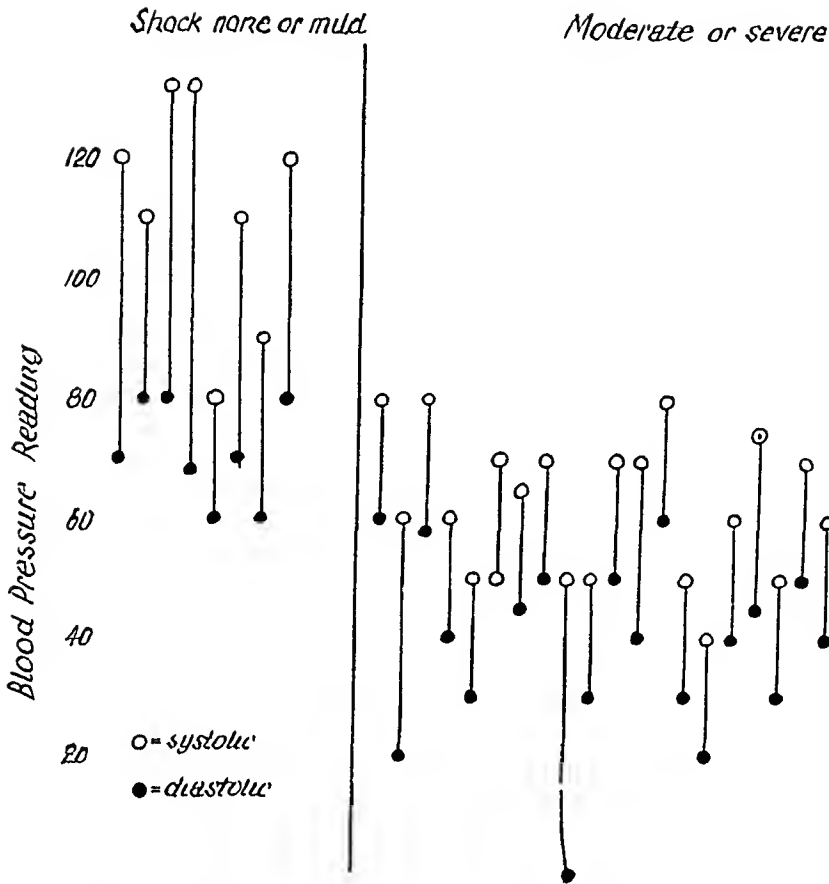 Shock none or mild
Moderate or severe
120
100
80
60
40
20
Blood Pressure Reading
o = systolic
● = diastolic